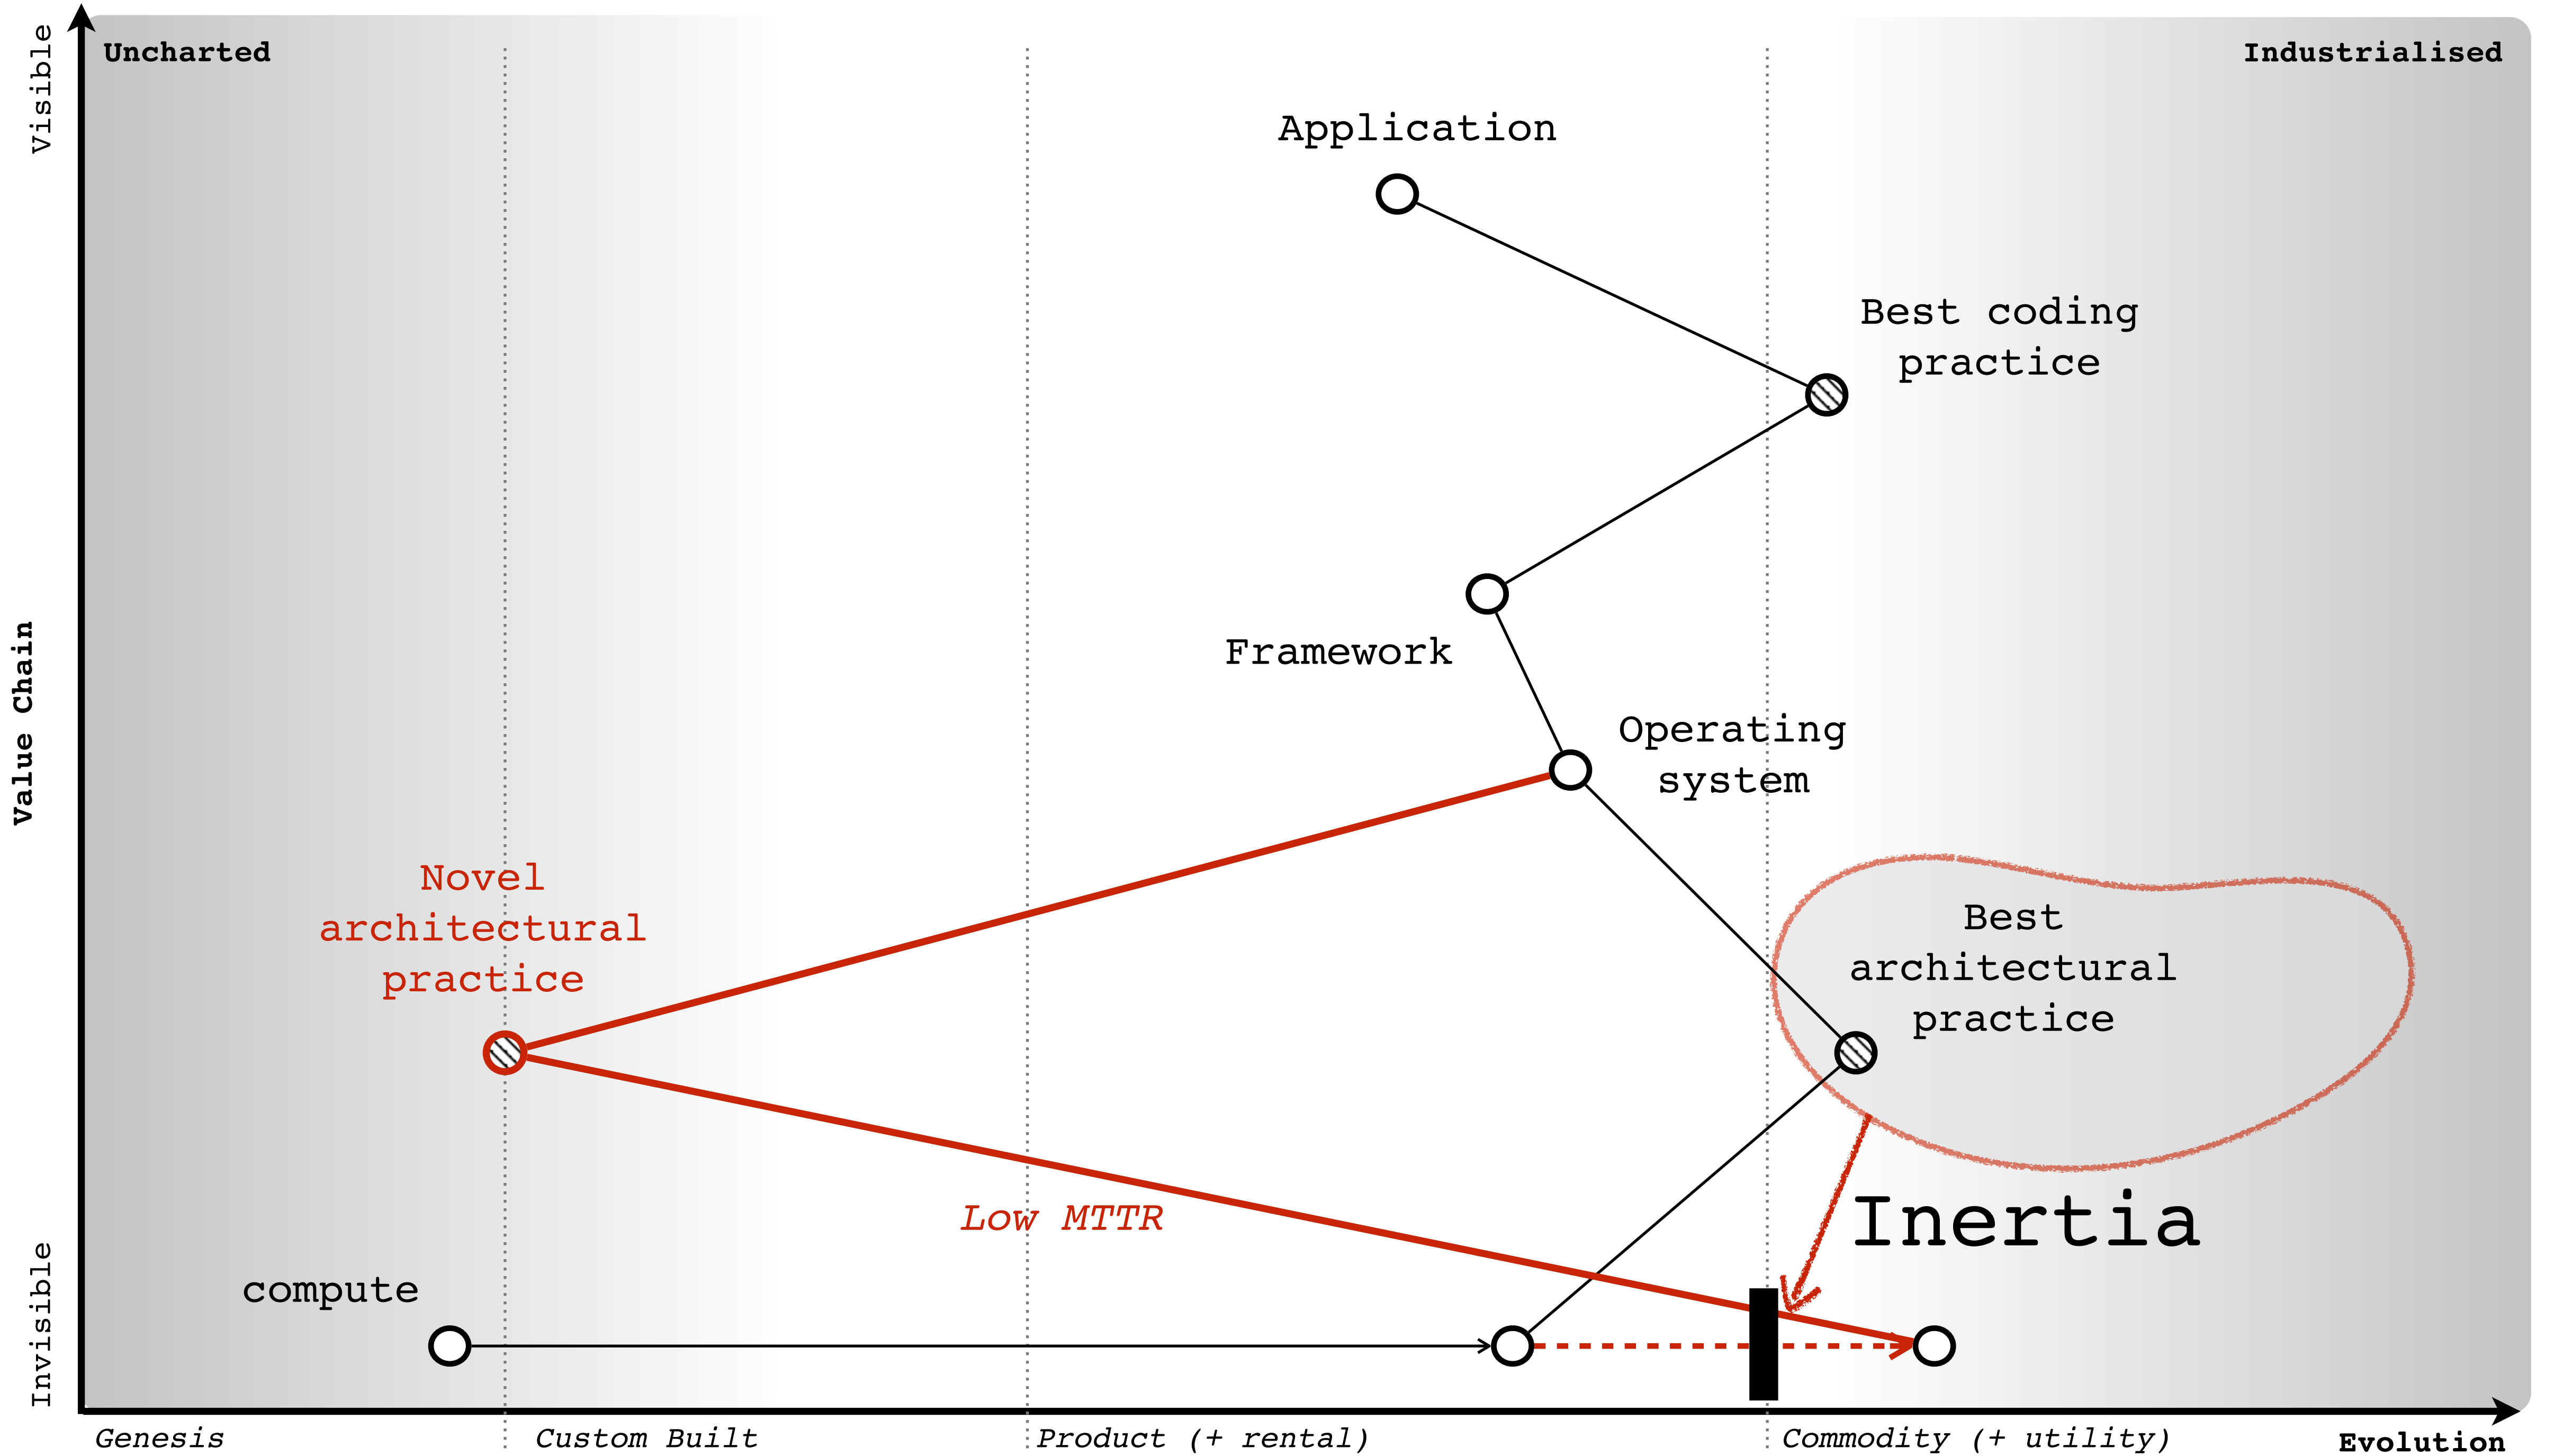 Visible
Uncharted
Industrialised
Application
Best coding
practice
Framework
Value Chain
Operating
system
Novel
architectural
practice
Best
architectural
practice
Low MTTR
Inertia
compute
Invisible
Genesis
Custom Built
Product (+ rental)
Commodity (+ utility)
Evolution